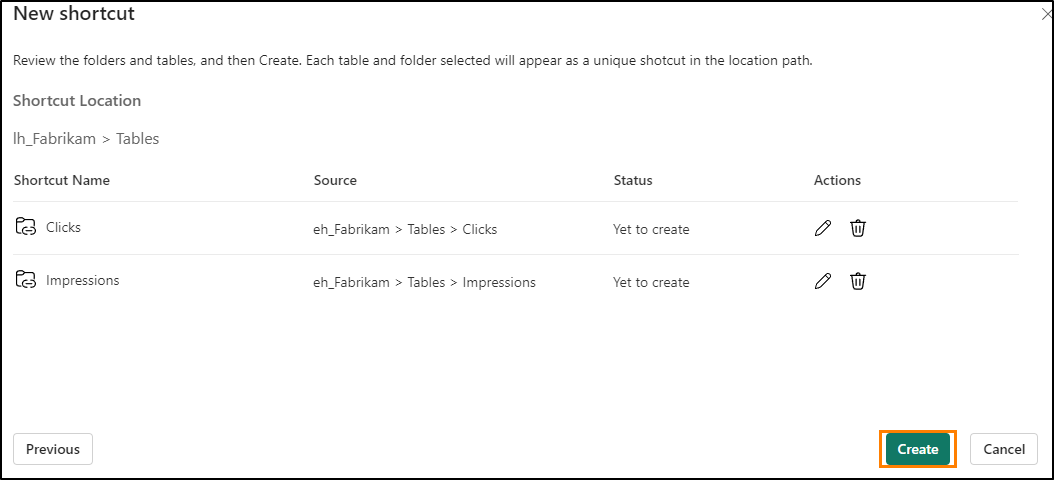 New shortcut
Review the folders and tables, and then Create. Each table and folder selected will appear as a unique shotcut in the location path.
Shortcut Location
lh_Fabrikam > Tables
Shortcut Name Source Status Actions
Clicks eh_Fabrikam > Tables > Clicks Yet to create
Impressions eh_Fabrikam > Tables > Impressions Yet to create
Previous Create Cancel